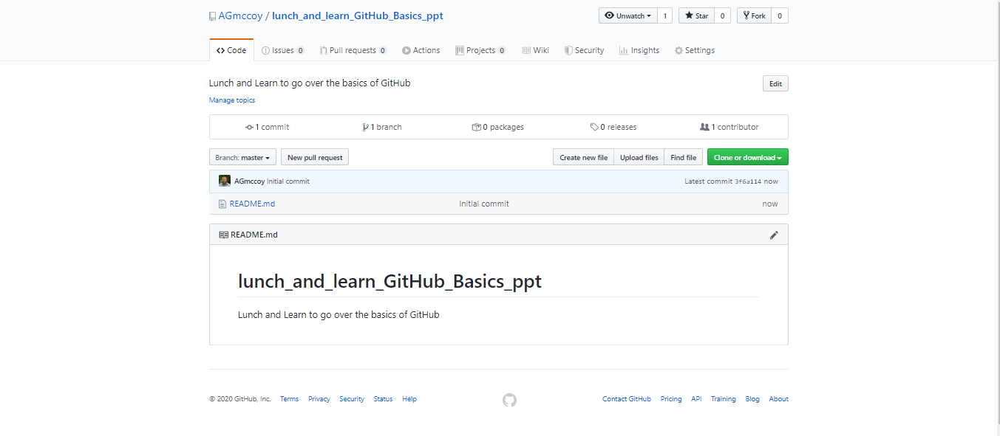 AGmccoy / lunch_and_learn_GitHub_Basics_ppt
Unwatch 1 Star 0 Fork 0
Code Issues 0 Pull requests 0 Actions Projects 0 Wiki Security Insights Settings
Lunch and Learn to go over the basics of GitHub Edit
Manage topics
1 commit 1 branch 0 packages 0 releases 1 contributor
Branch: master New pull request Create new file Upload files Find file Clone or download
AGmccoy Initial commit Latest commit 3f6a114 now
README.md Initial commit now
README.md
lunch_and_learn_GitHub_Basics_ppt
Lunch and Learn to go over the basics of GitHub
© 2020 GitHub, Inc. Terms Privacy Security Status Help Contact GitHub Pricing API Training Blog About